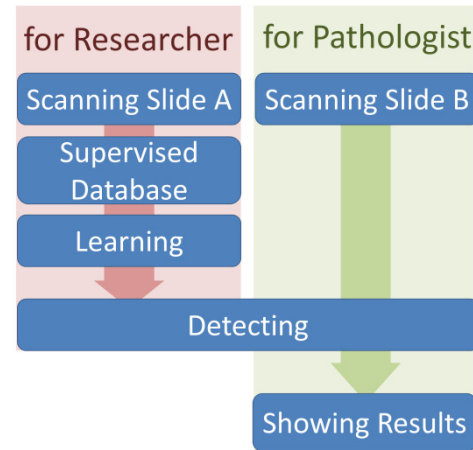 for Researcher
for Pathologist
Scanning Slide A
Scanning Slide B
Supervised
Database
Learning
Detecting
Showing Results